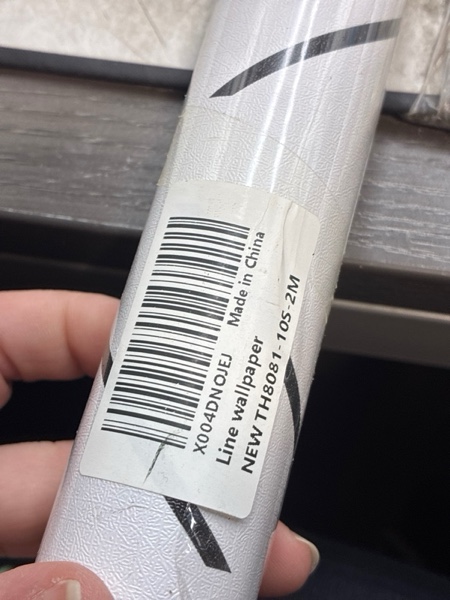 X004DNOJEJ Made in China
Line wallpaper
NEW TH8081-10S-2M